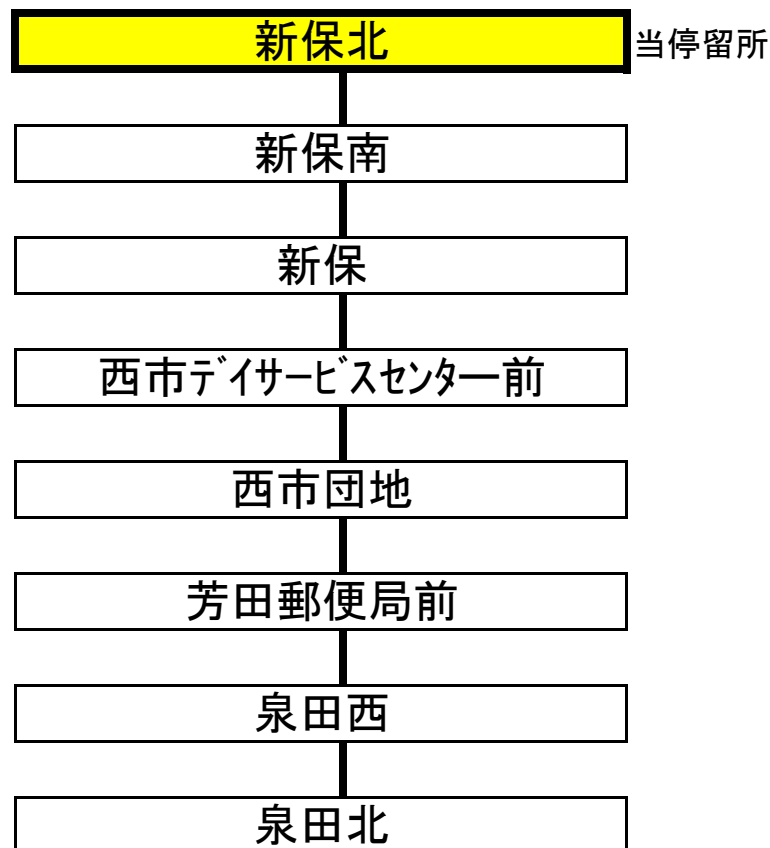 新保北 当停留所
新保南
新保
西市ﾃﾞｲｻｰﾋﾞｽｾﾝﾀー前
西市団地
芳田郵便局前
泉田西
泉田北